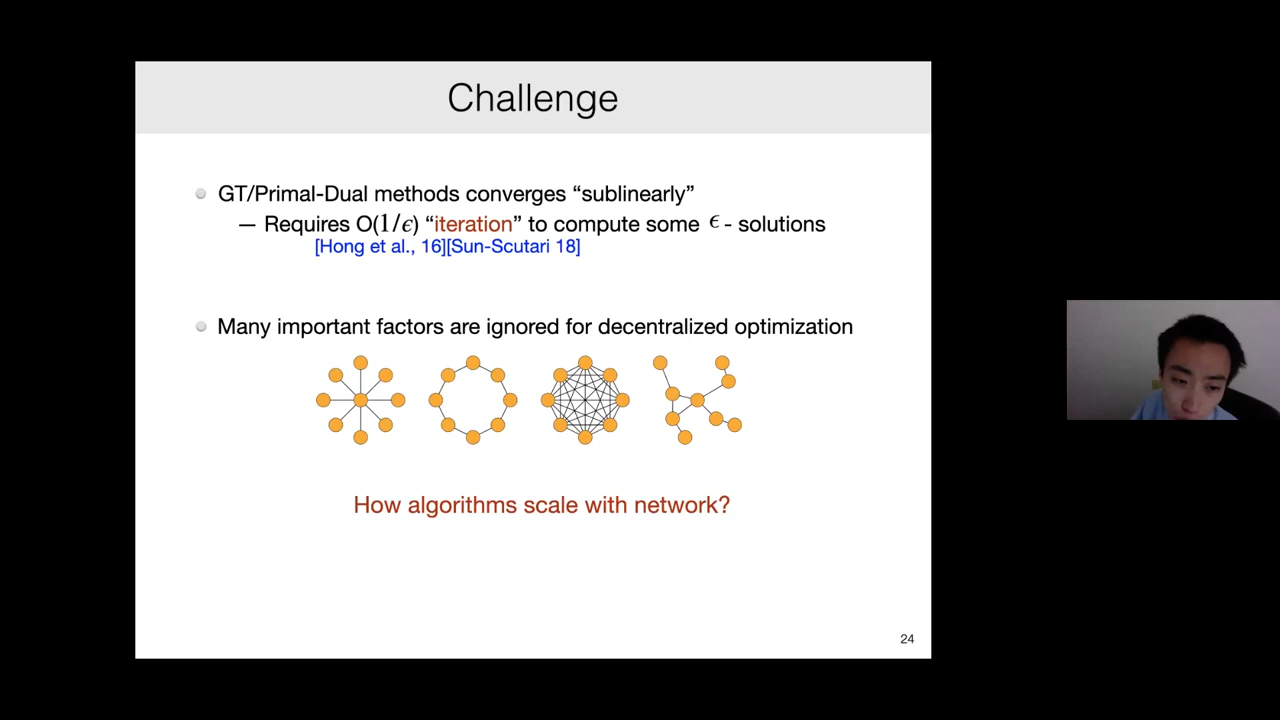 Challenge
GT/Primal-Dual methods converges “sublinearly”
— Requires O(1/ϵ) “iteration” to compute some ϵ - solutions
[Hong et al., 16][Sun-Scutari 18]
Many important factors are ignored for decentralized optimization
How algorithms scale with network?
24